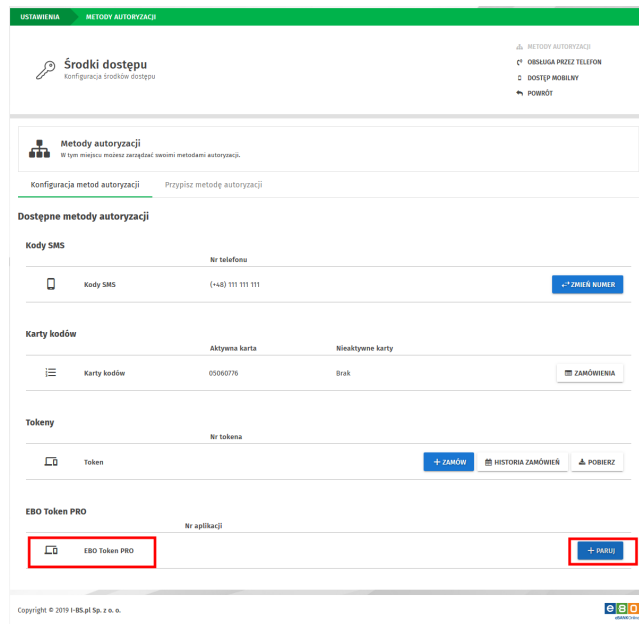 USTAWIENIA METODY AUTORYZACJI
METODY AUTORYZACJI
Środki dostępu
Konfiguracja środków dostępu
OBSŁUGA PRZEZ TELEFON
DOSTĘP MOBILNY
POWRÓT
Metody autoryzacji
W tym miejscu możesz zarządzać swoimi metodami autoryzacji.
Konfiguracja metod autoryzacji Przypisz metodę autoryzacji
Dostępne metody autoryzacji
Kody SMS
Nr telefonu
Kody SMS (+48) 111 111 111 ZMIEŃ NUMER
Karty kodów
Aktywna karta Nieaktywne karty
Karty kodów 05060776 Brak ZAMÓWIENIA
Tokeny
Nr tokena
Token + ZAMÓW HISTORIA ZAMÓWIEŃ POBIERZ
EBO Token PRO
Nr aplikacji
EBO Token PRO + PARUJ
Copyright © 2019 I-BS.pl Sp. z o. o. eBO
eBANKOnline